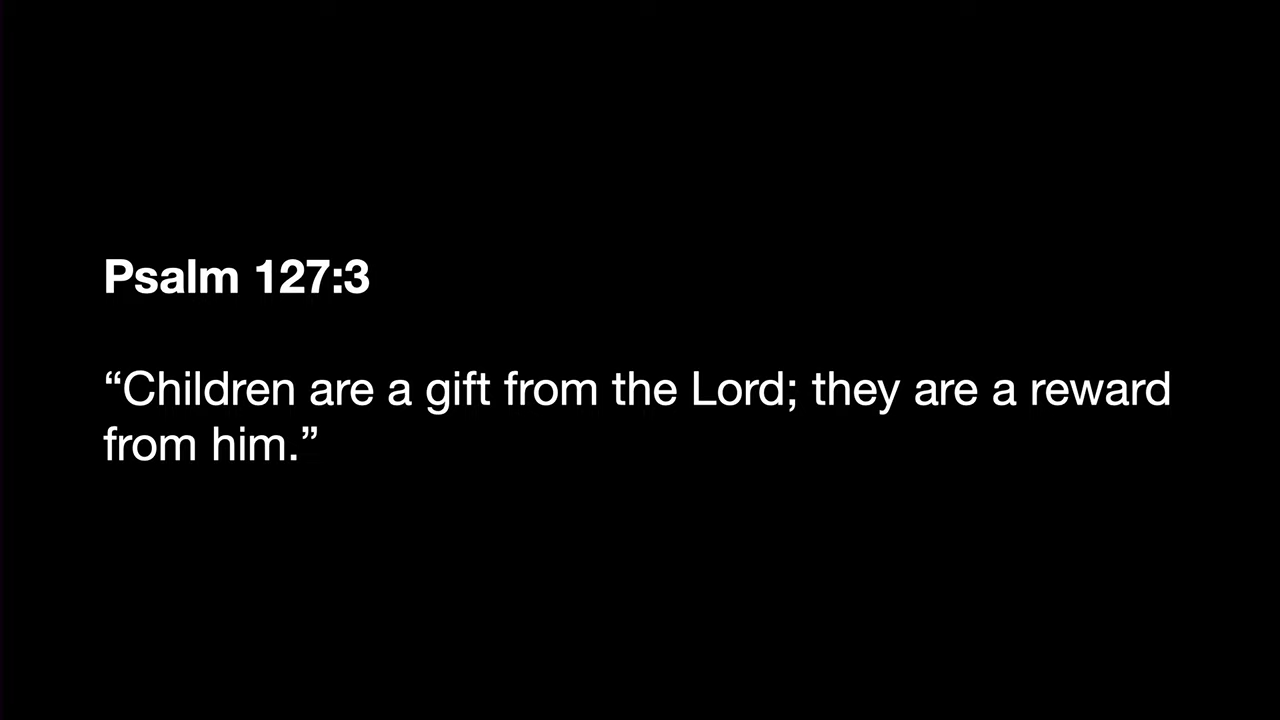 Psalm 127:3
“Children are a gift from the Lord; they are a reward
from him.”